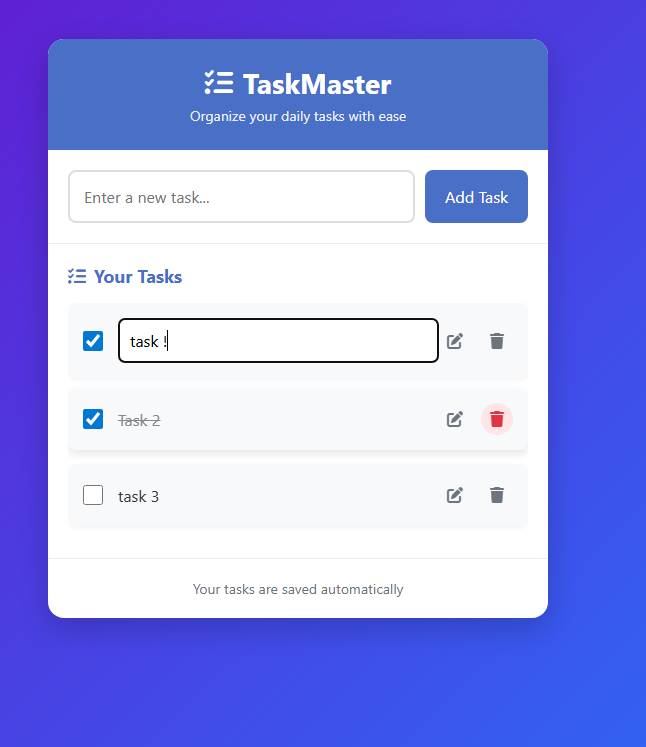 TaskMaster
Organize your daily tasks with ease
Enter a new task...
Add Task
Your Tasks
task !
Task 2
task 3
Your tasks are saved automatically